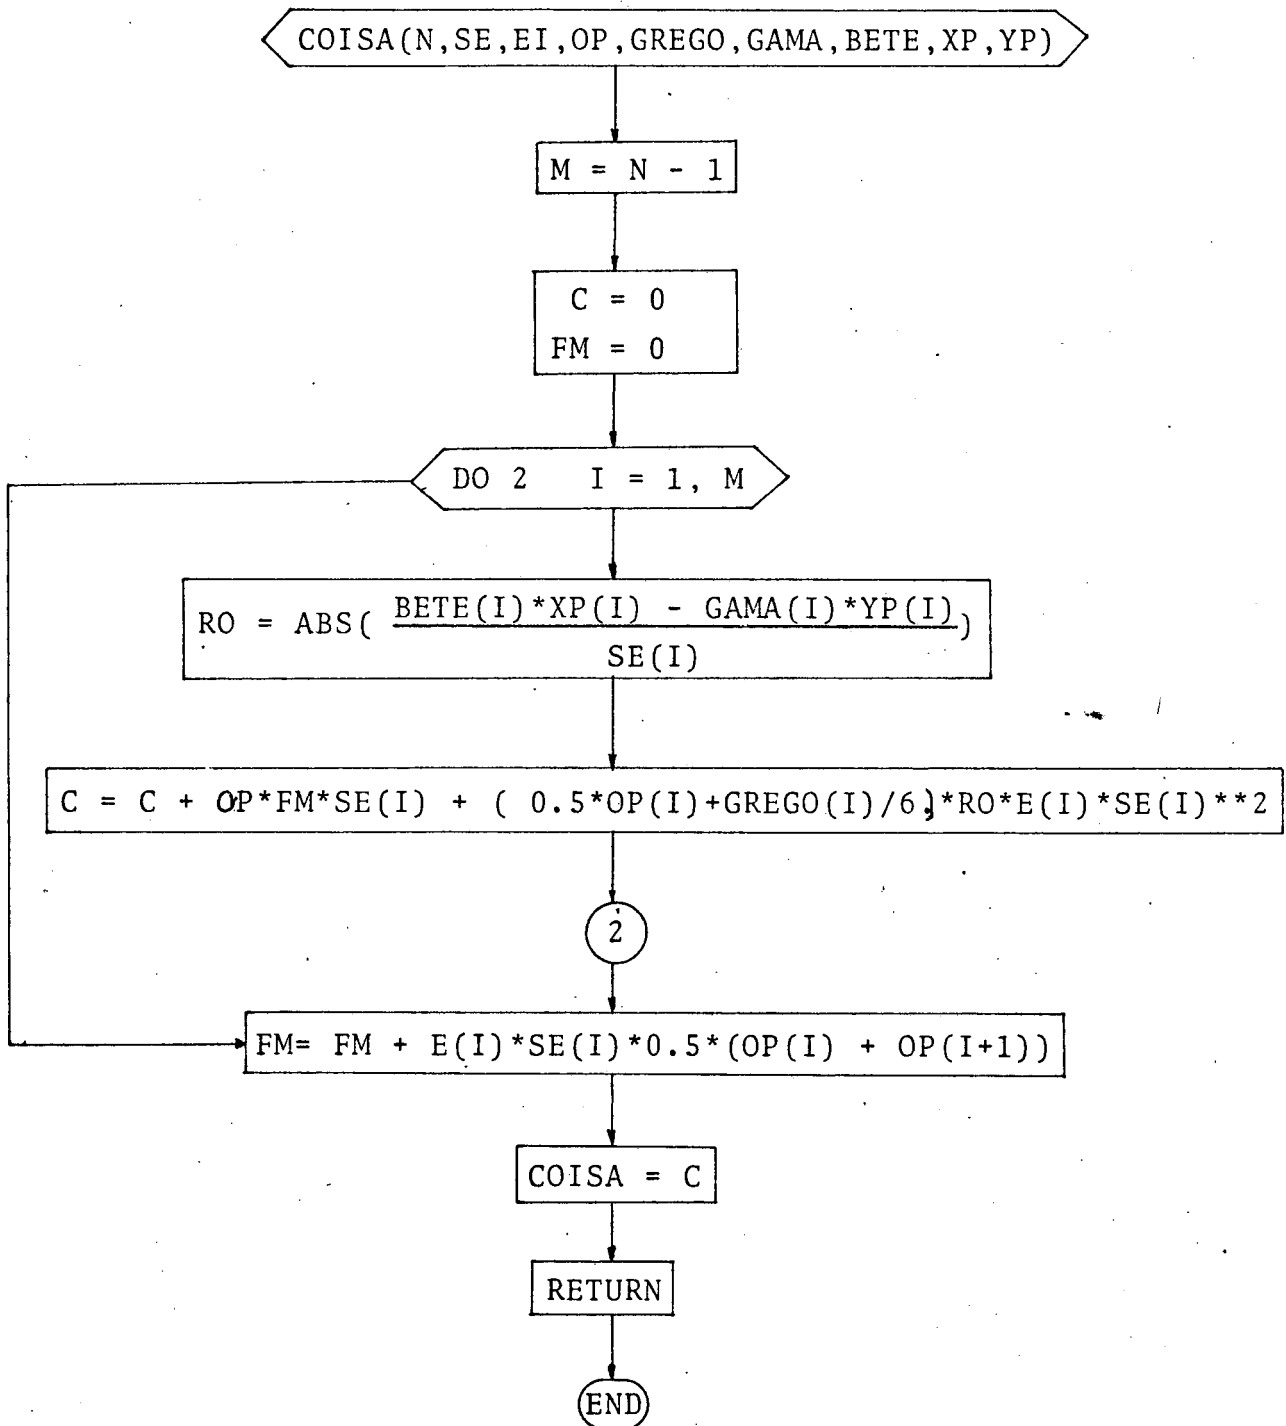 COISA(N,SE,EI,OP,GREGO,GAMA,BETE,XP,YP)
M = N - 1
C = 0
FM = 0
DO 2 I = 1, M
RO = ABS( BETE(I)*XP(I) - GAMA(I)*YP(I) )
SE(I)
C = C + OP*FM*SE(I) + ( 0.5*OP(I)+GREGO(I)/6.)*RO*E(I)*SE(I)**2
2
FM= FM + E(I)*SE(I)*0.5*(OP(I) + OP(I+1))
COISA = C
RETURN
END